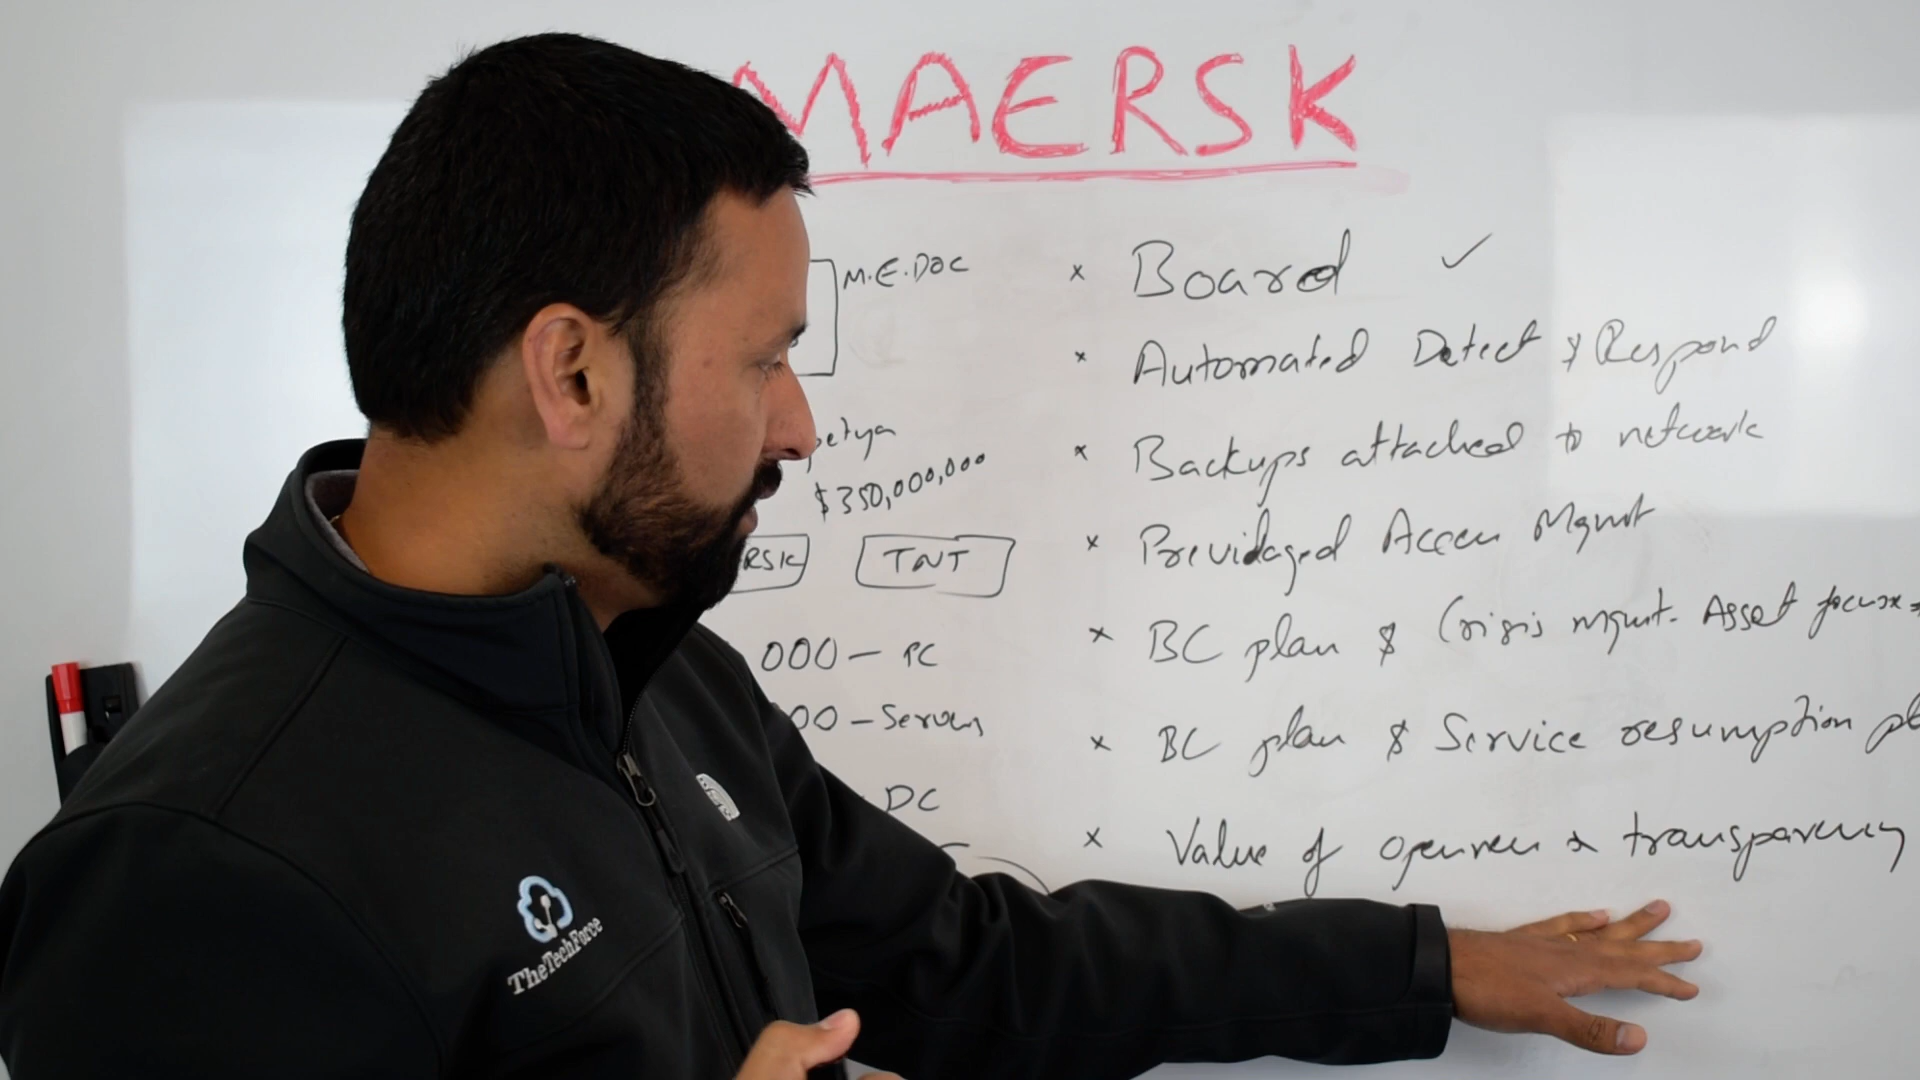 MAERSK
M.E.DOC
petya
$350,000,000
RSK
TNT
000 - PC
00 - Servers
DC
x Board ✓
x Automated Detect & Respond
x Backups attached to network
x Previdaged Access Mgmt
x BC plan & Crisis mgmt. Asset focus
x BC plan & Service resumption pl
x Value of openness & transparency
TheTechForce